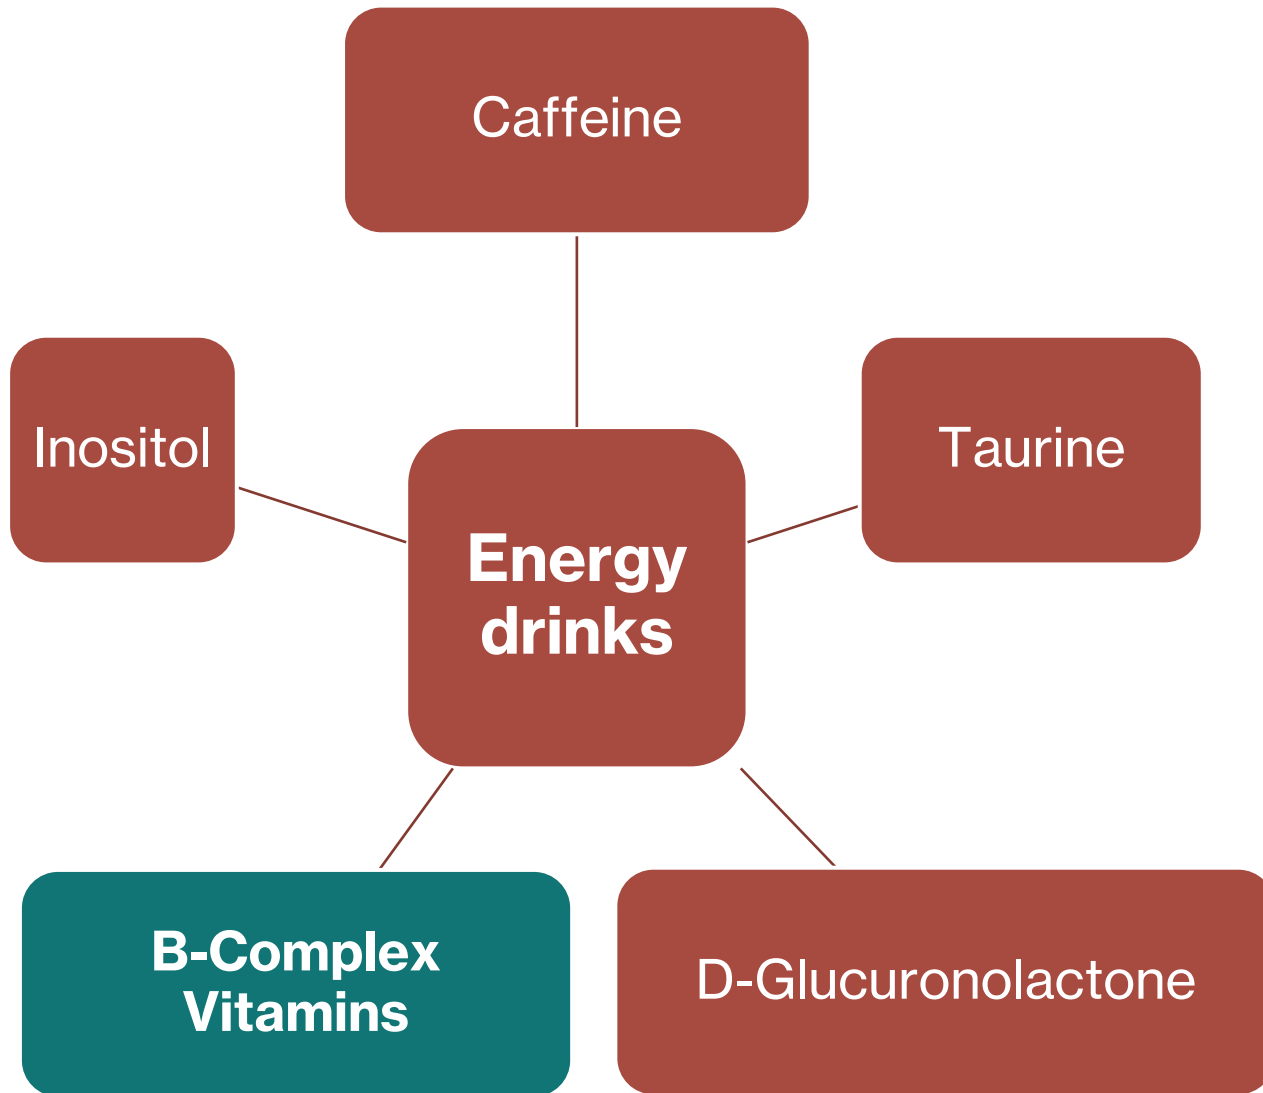 Caffeine
Inositol
Taurine
Energy
drinks
B-Complex
Vitamins
D-Glucuronolactone